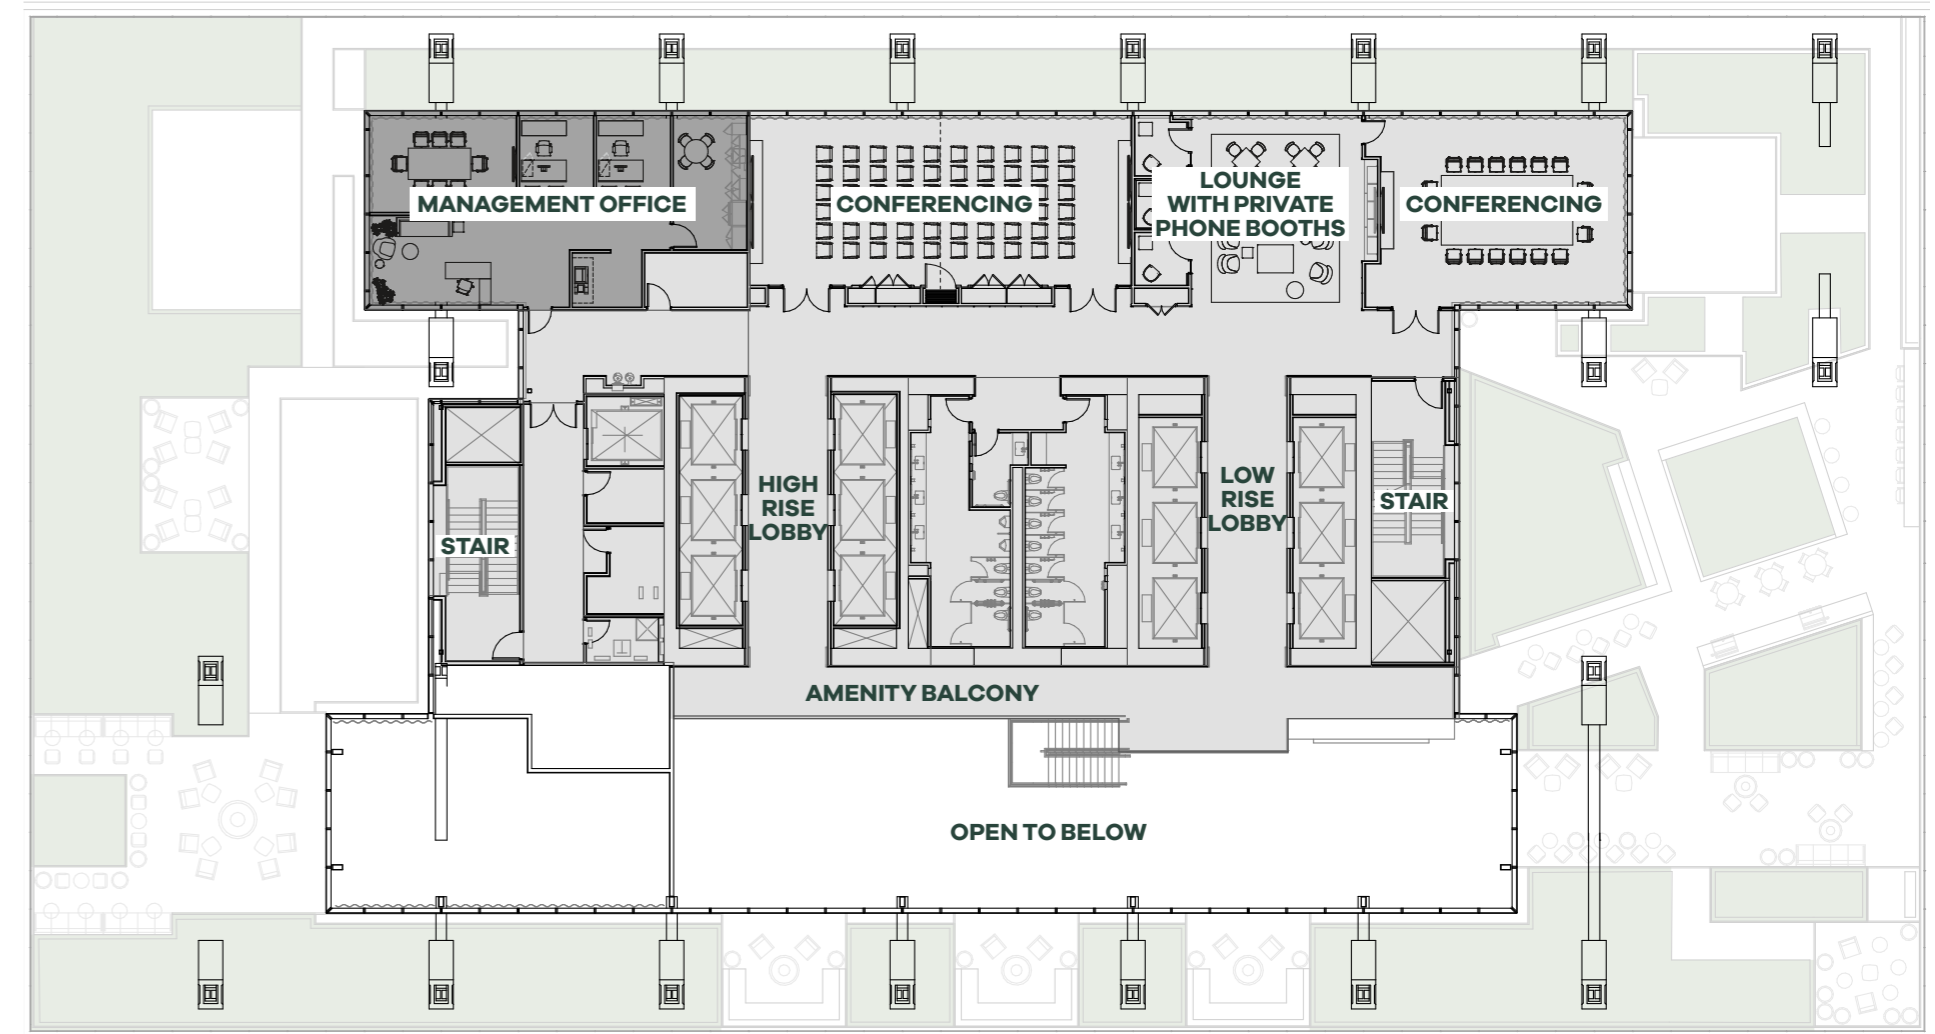 MANAGEMENT OFFICE
CONFERENCING
LOUNGE
WITH PRIVATE
PHONE BOOTHS
CONFERENCING
HIGH
RISE
LOBBY
LOW
RISE
LOBBY
STAIR
STAIR
AMENITY BALCONY
OPEN TO BELOW